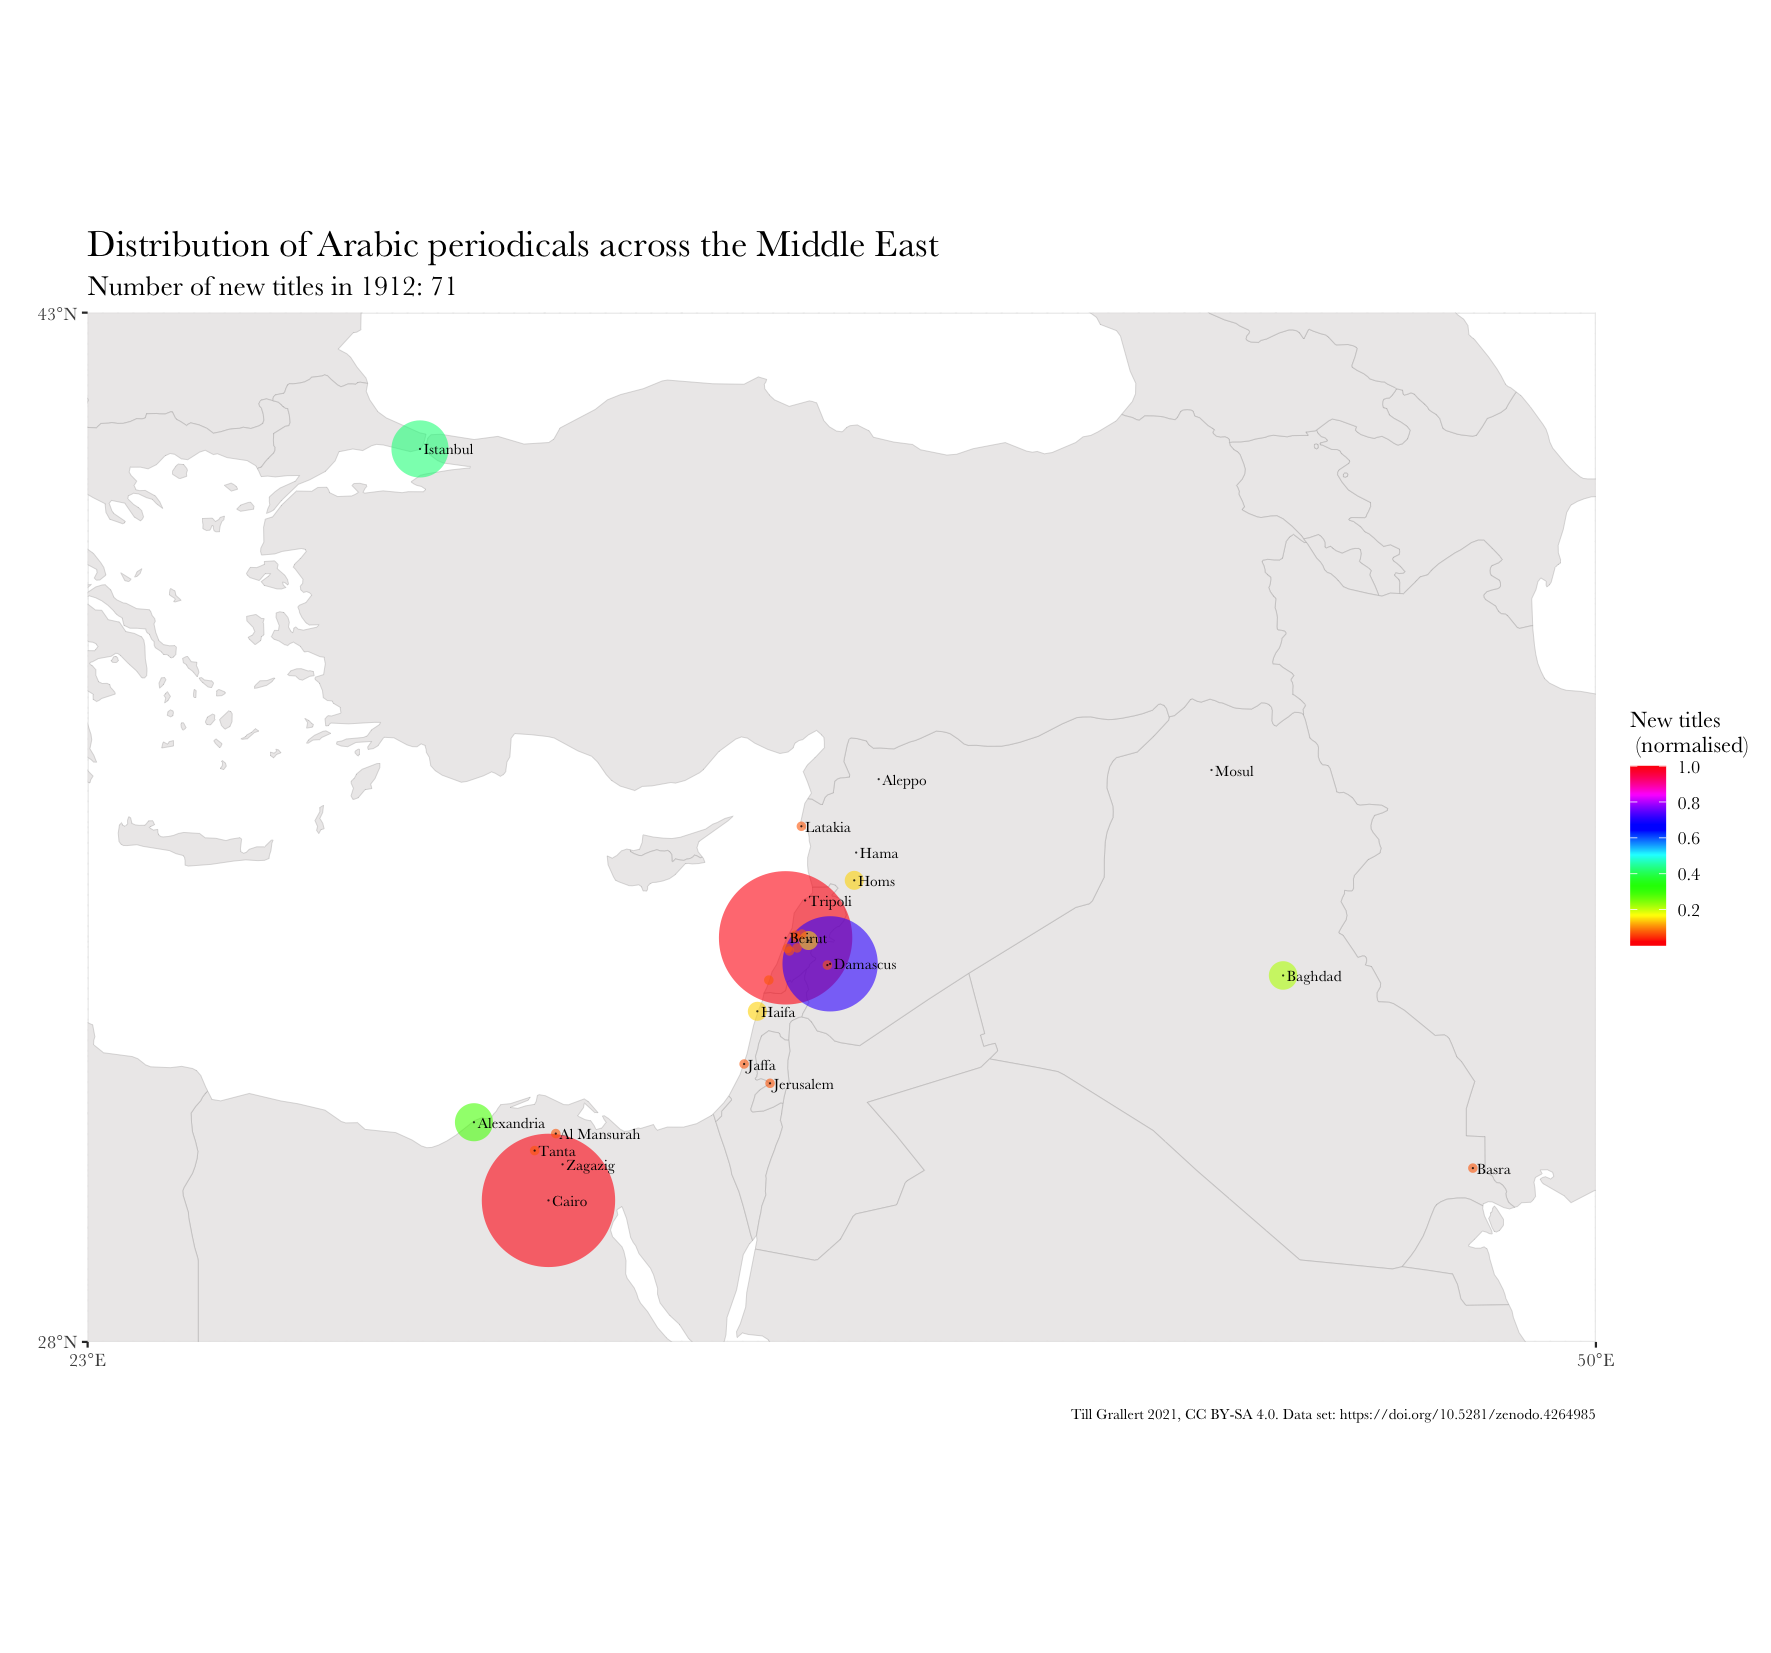 Distribution of Arabic periodicals across the Middle East
Number of new titles in 1912: 71
43°N
Istanbul
New titles
(normalised)
1.0
0.8
0.6
0.4
0.2
Mosul
Aleppo
Latakia
Hama
Homs
Tripoli
Beirut
Damascus
Baghdad
Haifa
Jaffa
Jerusalem
Alexandria
Al Mansurah
Tanta
Zagazig
Basra
Cairo
28°N
23°E
50°E
Till Grallert 2021, CC BY-SA 4.0. Data set: https://doi.org/10.5281/zenodo.4264985